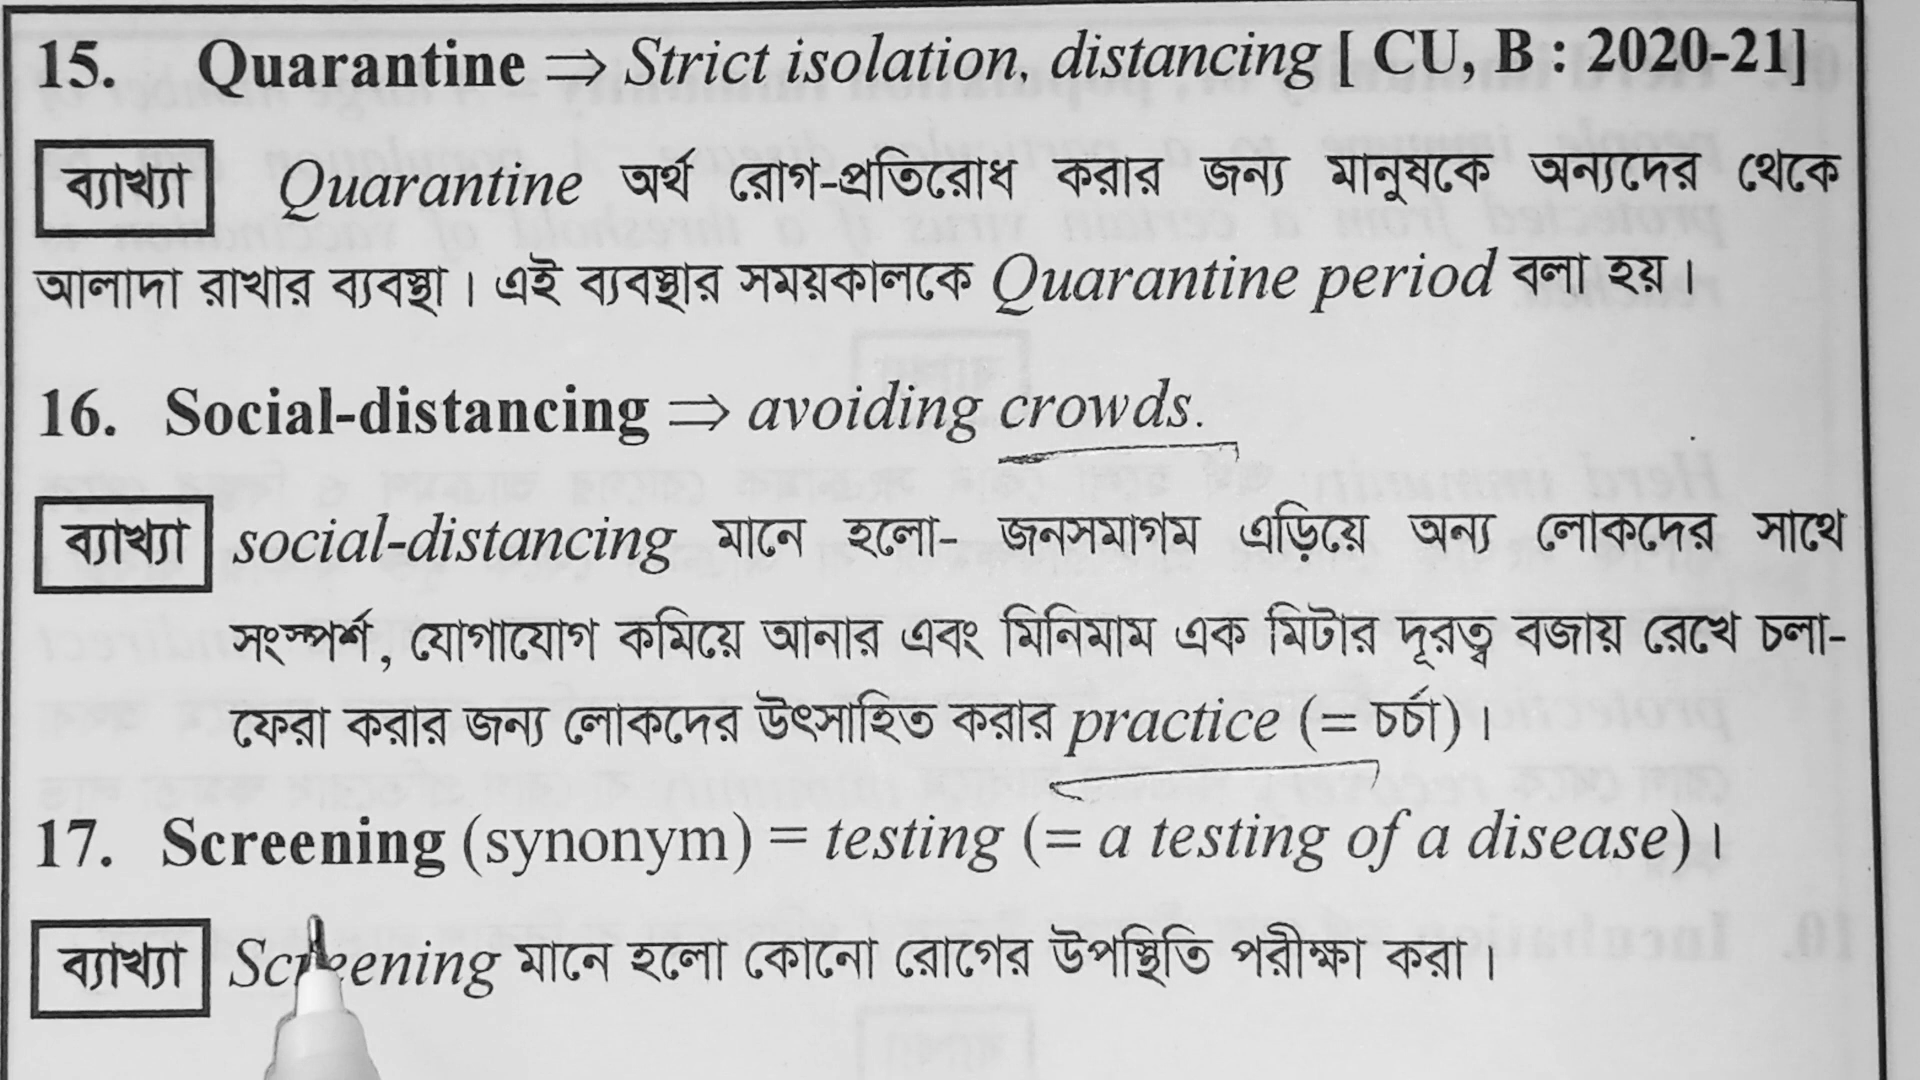 15. Quarantine ⇒ Strict isolation, distancing [ CU, B : 2020-21]
ব্যাখ্যা Quarantine অর্থ রোগ-প্রতিরোধ করার জন্য মানুষকে অন্যদের থেকে
আলাদা রাখার ব্যবস্থা। এই ব্যবস্থার সময়কালকে Quarantine period বলা হয়।
16. Social-distancing ⇒ avoiding crowds.
ব্যাখ্যা social-distancing মানে হলো- জনসমাগম এড়িয়ে অন্য লোকদের সাথে
সংস্পর্শ, যোগাযোগ কমিয়ে আনার এবং মিনিমাম এক মিটার দূরত্ব বজায় রেখে চলা-
ফেরা করার জন্য লোকদের উৎসাহিত করার practice (= চর্চা)।
17. Screening (synonym) = testing (= a testing of a disease)।
ব্যাখ্যা Screening মানে হলো কোনো রোগের উপস্থিতি পরীক্ষা করা।